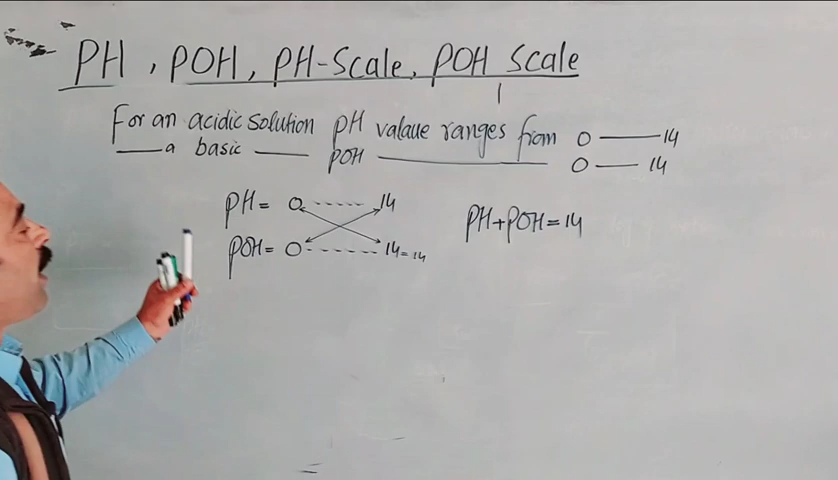 PH, POH, PH-Scale, POH Scale
For an acidic solution PH valaue ranges from 0 —— 14
—— a basic —— POH —————— 0 —— 14
PH = 0 ----- 14
POH = 0 ------- 14 = 14
PH+POH=14